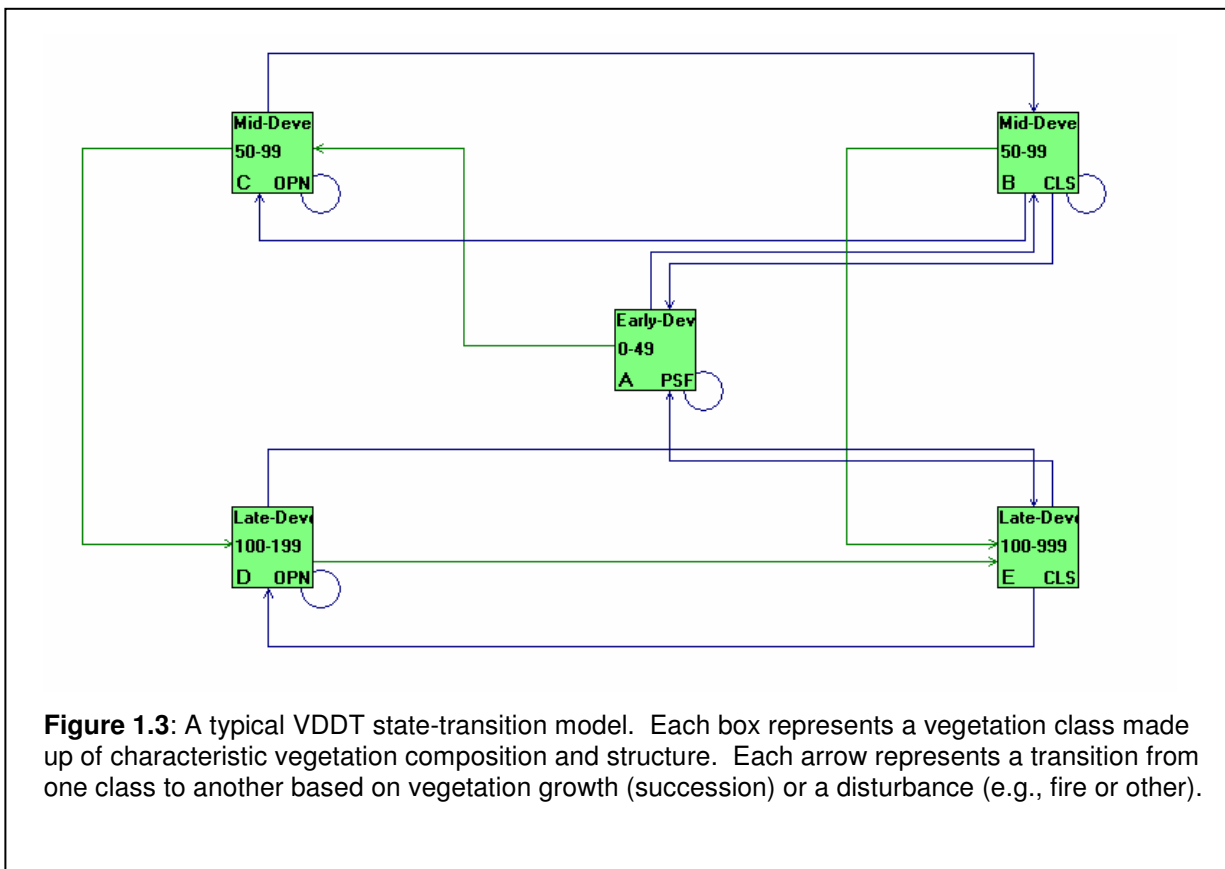 Mid-Deve
50-99
C OPN
Mid-Deve
50-99
B CLS
Early-Dev
0-49
A PSF
Late-Deve
100-199
D OPN
Late-Deve
100-999
E CLS
Figure 1.3: A typical VDDT state-transition model. Each box represents a vegetation class made
up of characteristic vegetation composition and structure. Each arrow represents a transition from
one class to another based on vegetation growth (succession) or a disturbance (e.g., fire or other).